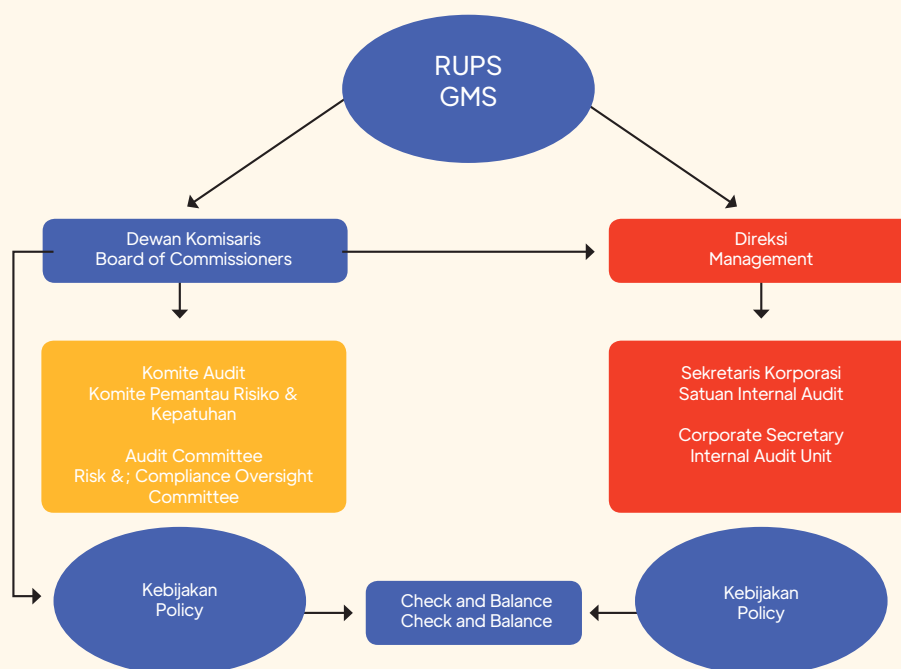 RUPS
GMS
Dewan Komisaris
Board of Commissioners
Direksi
Management
Komite Audit
Komite Pemantau Risiko &
Kepatuhan
Audit Committee
Risk &; Compliance Oversight
Committee
Sekretaris Korporasi
Satuan Internal Audit
Corporate Secretary
Internal Audit Unit
Kebijakan
Policy
Check and Balance
Check and Balance
Kebijakan
Policy